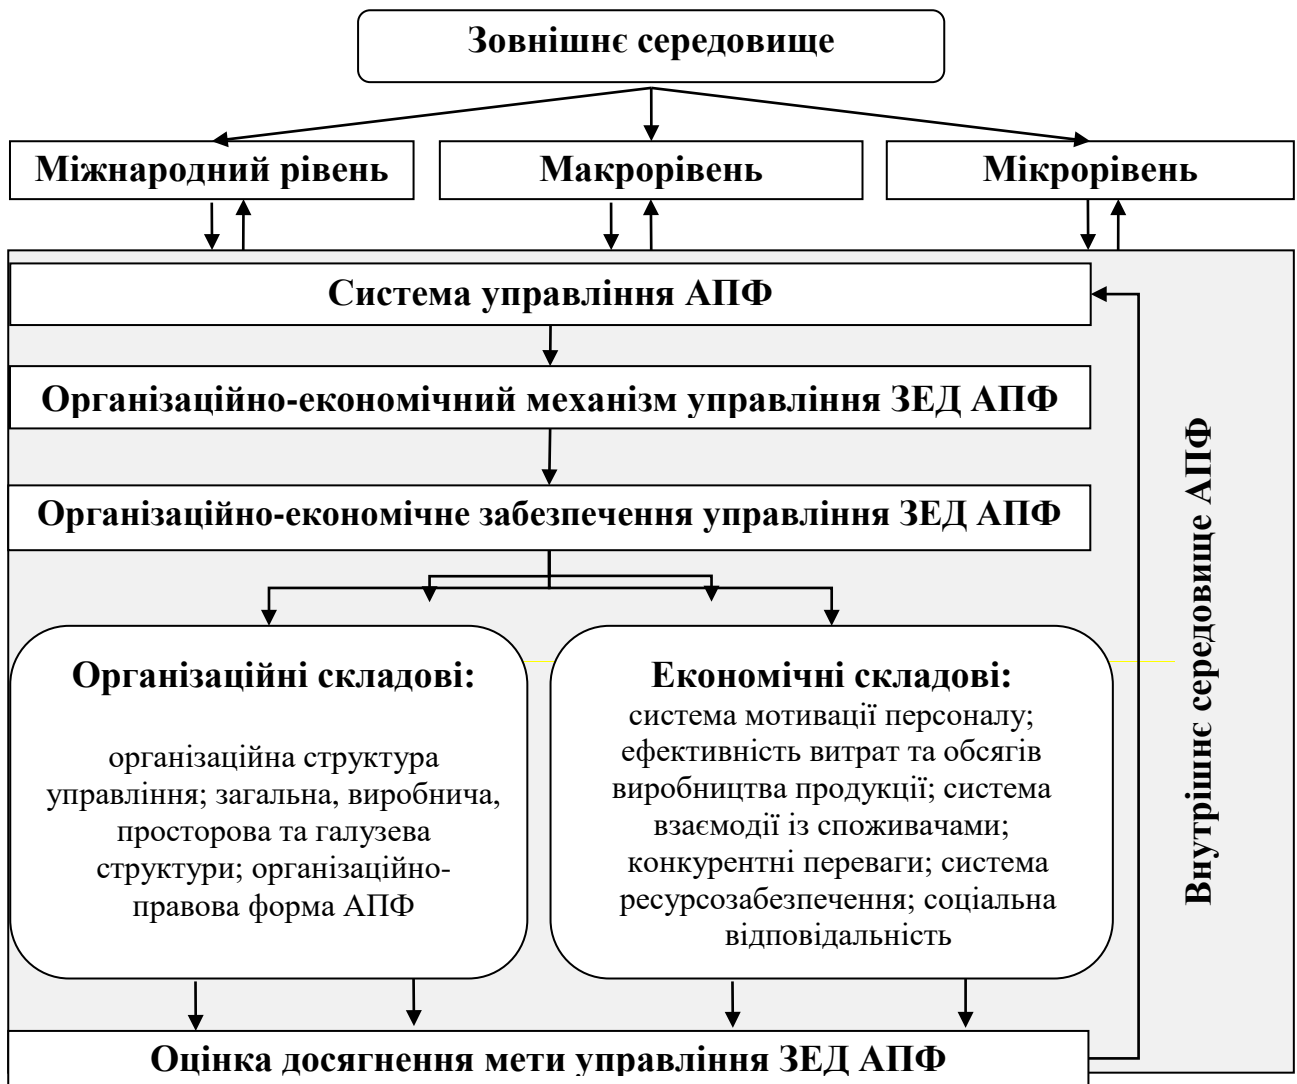 Зовнішнє середовище
Міжнародний рівень
Макрорівень
Мікрорівень
Система управління АПФ
Організаційно-економічний механізм управління ЗЕД АПФ
Організаційно-економічне забезпечення управління ЗЕД АПФ
Організаційні складові:
організаційна структура
управління; загальна, виробнича,
просторова та галузева
структури; організаційно-
правова форма АПФ
Економічні складові:
система мотивації персоналу;
ефективність витрат та обсягів
виробництва продукції; система
взаємодії із споживачами;
конкурентні переваги; система
ресурсозабезпечення; соціальна
відповідальність
Оцінка досягнення мети управління ЗЕД АПФ
Внутрішнє середовище АПФ